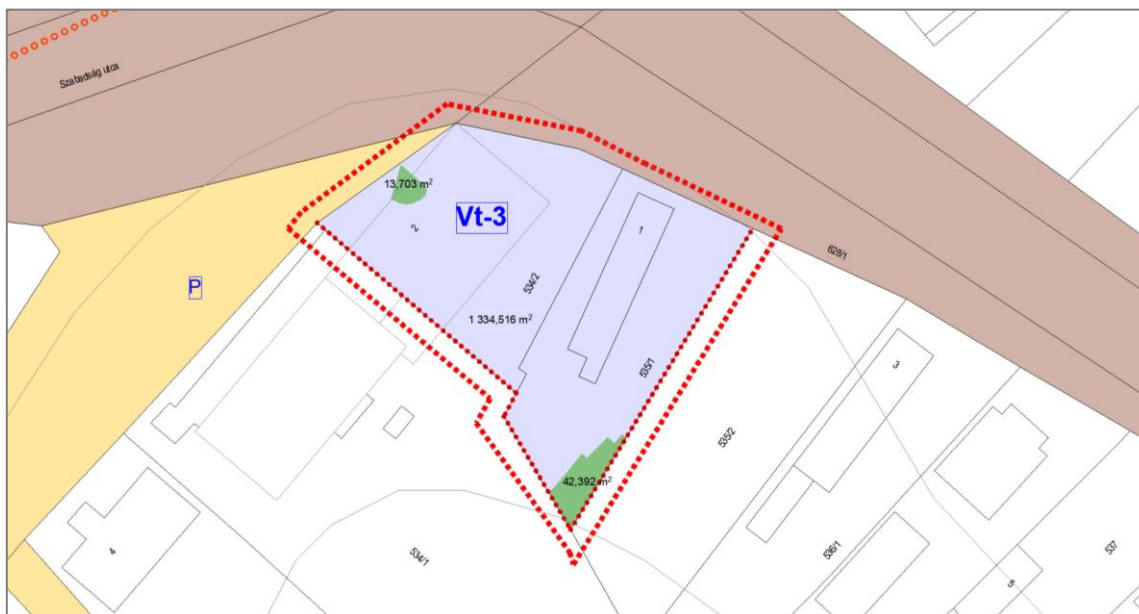 Szabadság utca
13,703 m²
Vt-3
2
1
534/2
628/1
P
1 334,516 m²
535/1
3
535/2
42,392 m²
4
534/1
536/1
537
5